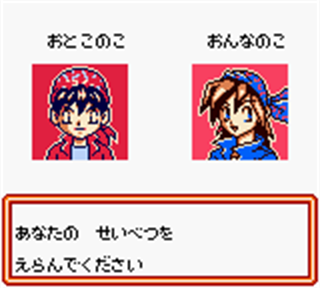 おとこのこ　おんなのこ
あなたの　せいべつを
えらんでください